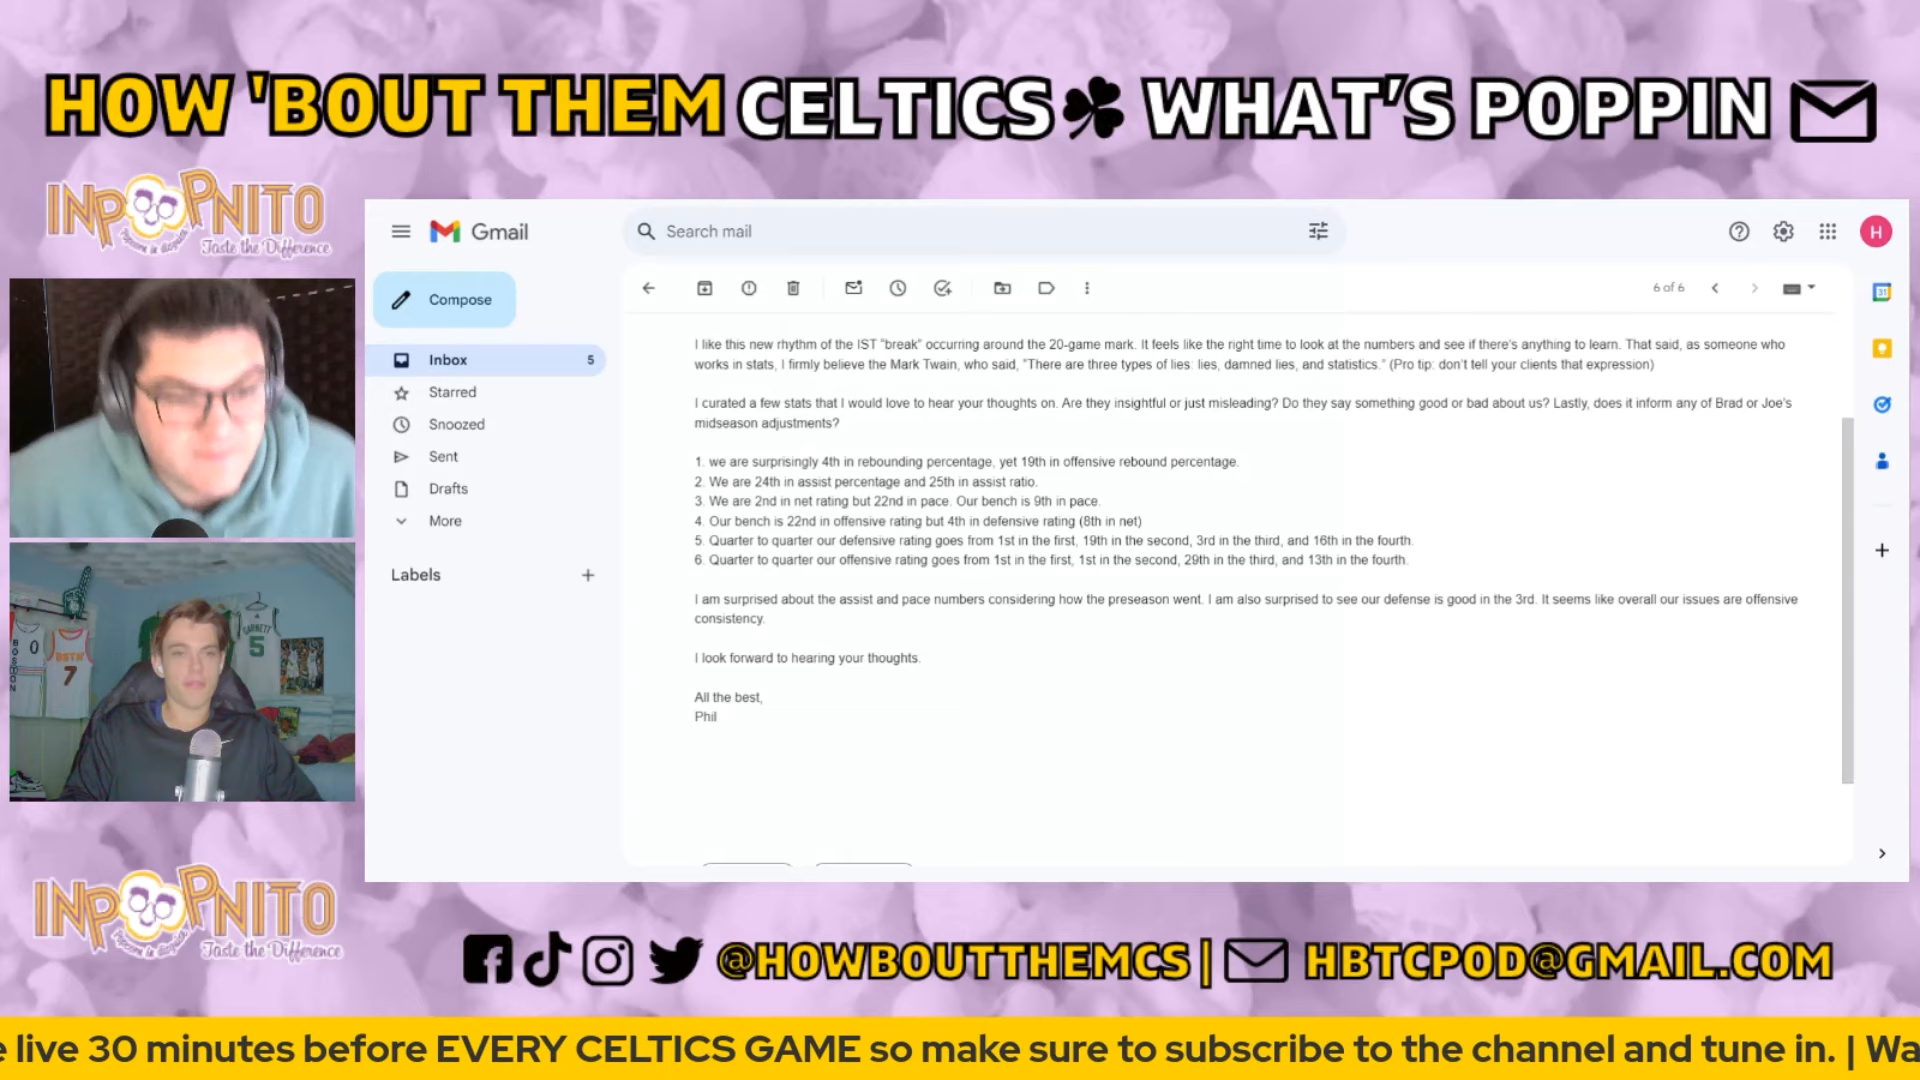 HOW 'BOUT THEM CELTICS WHAT'S POPPIN
INPOPNITO
Popcorn in disguise
Taste the Difference
Gmail
Search mail
H
Compose
6 of 6
31
Inbox 5
Starred
Snoozed
Sent
Drafts
More
Labels
I like this new rhythm of the IST "break" occurring around the 20-game mark. It feels like the right time to look at the numbers and see if there's anything to learn. That said, as someone who
works in stats, I firmly believe the Mark Twain, who said, "There are three types of lies: lies, damned lies, and statistics." (Pro tip: don't tell your clients that expression)
I curated a few stats that I would love to hear your thoughts on. Are they insightful or just misleading? Do they say something good or bad about us? Lastly, does it inform any of Brad or Joe's
midseason adjustments?
1. we are surprisingly 4th in rebounding percentage, yet 19th in offensive rebound percentage.
2. We are 24th in assist percentage and 25th in assist ratio.
3. We are 2nd in net rating but 22nd in pace. Our bench is 9th in pace.
4. Our bench is 22nd in offensive rating but 4th in defensive rating (8th in net)
5. Quarter to quarter our defensive rating goes from 1st in the first, 19th in the second, 3rd in the third, and 16th in the fourth.
6. Quarter to quarter our offensive rating goes from 1st in the first, 1st in the second, 29th in the third, and 13th in the fourth.
I am surprised about the assist and pace numbers considering how the preseason went. I am also surprised to see our defense is good in the 3rd. It seems like overall our issues are offensive
consistency.
I look forward to hearing your thoughts.
All the best,
Phil
BOSTON
0
BSTN
7
GARNETT
5
INPOPNITO
Taste the Difference
@HOWBOUTTHEMCS | HBTCPOD@GMAIL.COM
e live 30 minutes before EVERY CELTICS GAME so make sure to subscribe to the channel and tune in. | Wa